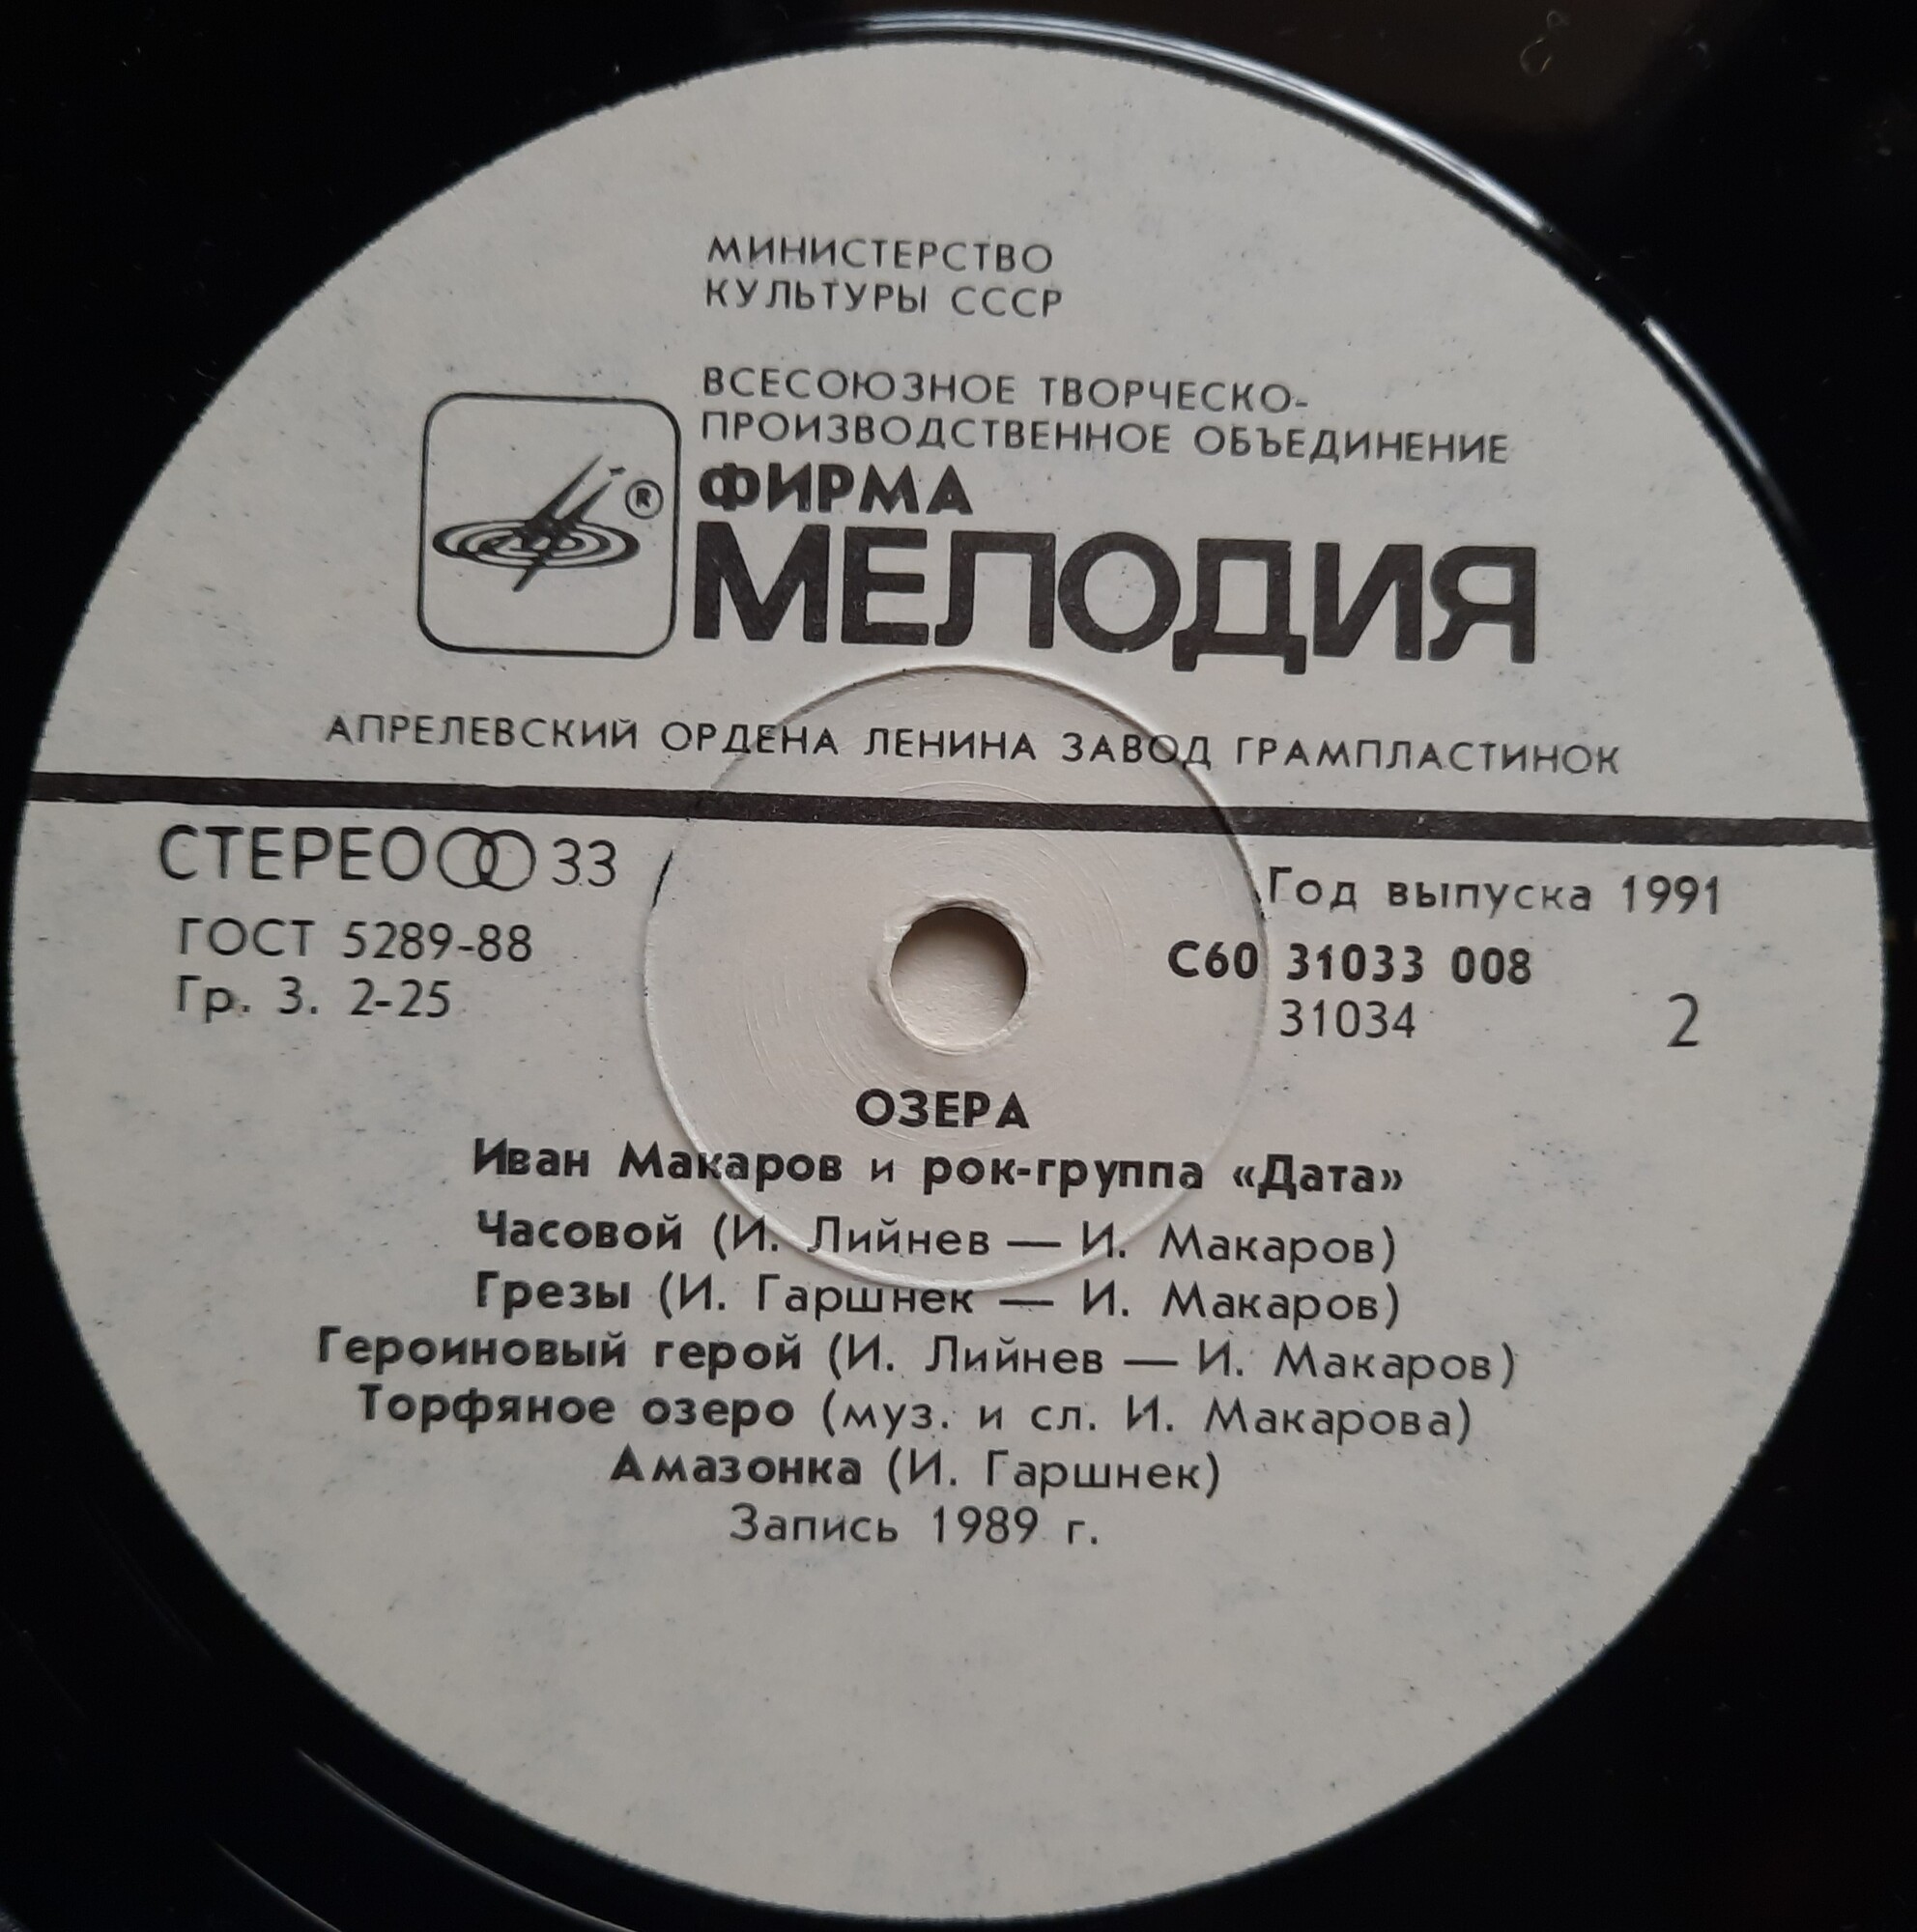 МИНИСТЕРСТВО
КУЛЬТУРЫ СССР
ВСЕСОЮЗНОЕ ТВОРЧЕСКО-
ПРОИЗВОДСТВЕННОЕ ОБЪЕДИНЕНИЕ
ФИРМА
®
МЕЛОДИЯ
АПРЕЛЕВСКИЙ ОРДЕНА ЛЕНИНА ЗАВОД ГРАМПЛАСТИНОК
СТЕРЕО 33
Год выпуска 1991
ГОСТ 5289-88
С60 31033 008
Гр. 3. 2-25
31034
2
ОЗЕРА
Иван Макаров и рок-группа «Дата»
Часовой (И. Лийнев — И. Макаров)
Грезы (И. Гаршнек — И. Макаров)
Героиновый герой (И. Лийнев — И. Макаров)
Торфяное озеро (муз. и сл. И. Макарова)
Амазонка (И. Гаршнек)
Запись 1989 г.